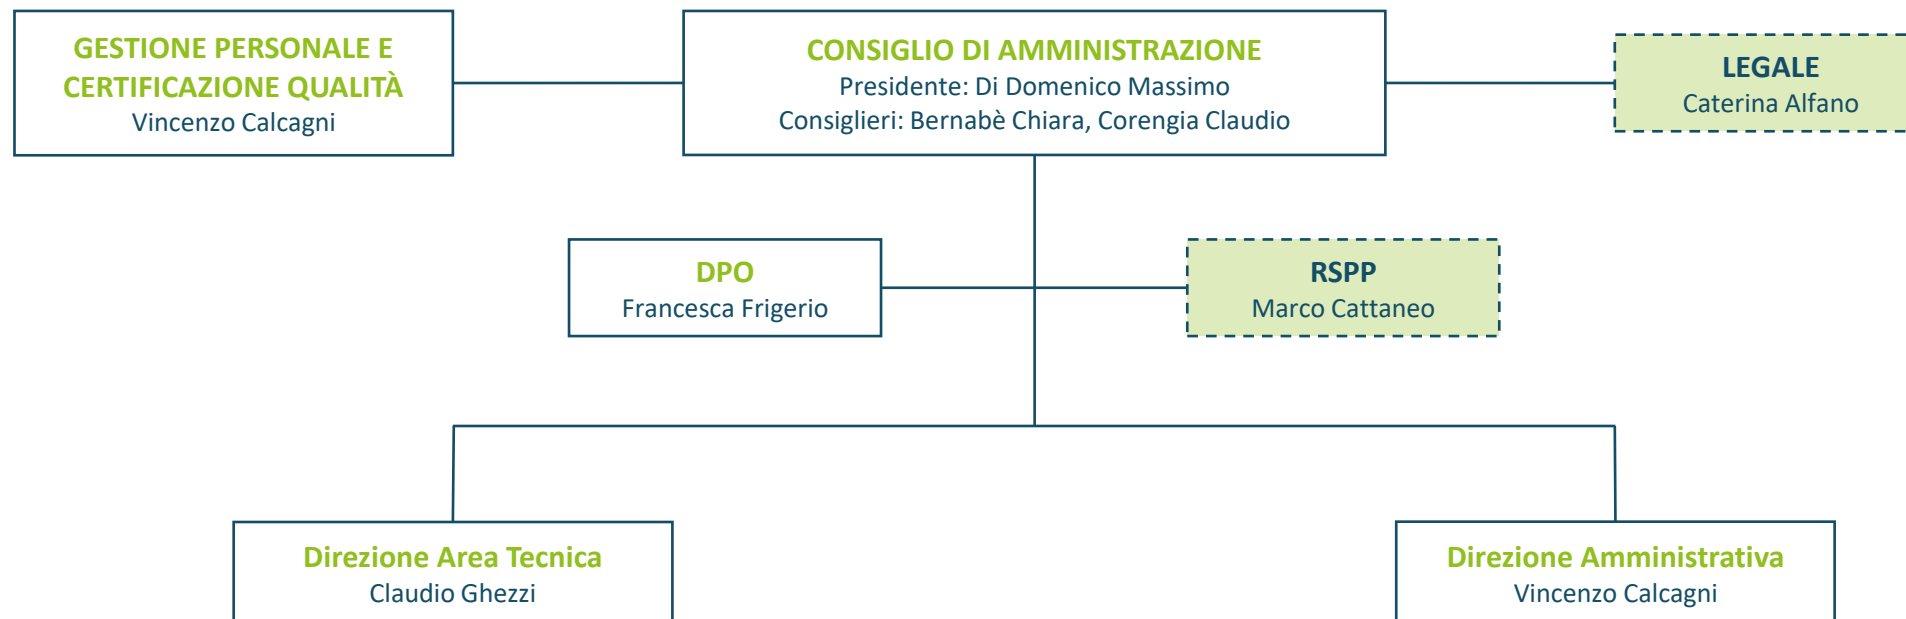 GESTIONE PERSONALE E
CERTIFICAZIONE QUALITÀ
Vincenzo Calcagni
CONSIGLIO DI AMMINISTRAZIONE
Presidente: Di Domenico Massimo
Consiglieri: Bernabè Chiara, Corengia Claudio
LEGALE
Caterina Alfano
DPO
Francesca Frigerio
RSPP
Marco Cattaneo
Direzione Area Tecnica
Claudio Ghezzi
Direzione Amministrativa
Vincenzo Calcagni